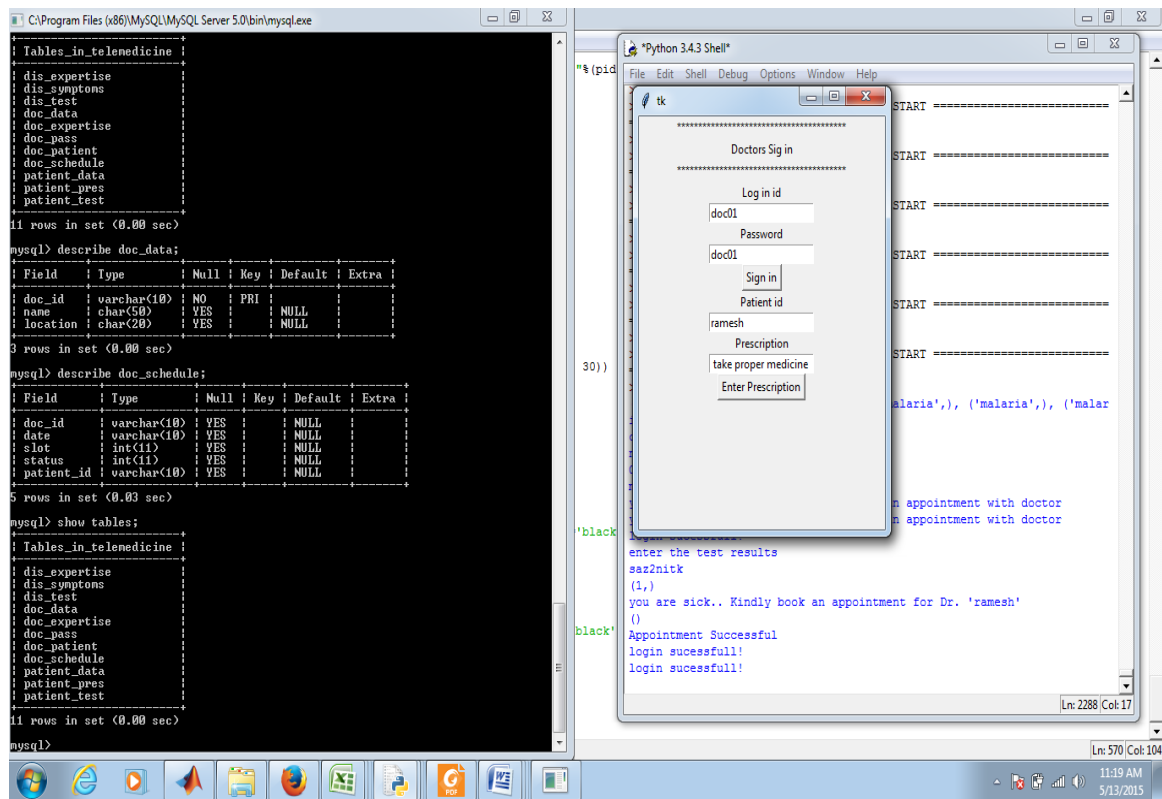 C:\Program Files (x86)\MySQL\MySQL Server 5.0\bin\mysql.exe
+------------------------+
| Tables_in_telemedicine |
+------------------------+
| dis_expertise |
| dis_symptoms |
| dis_test |
| doc_data |
| doc_expertise |
| doc_pass |
| doc_patient |
| doc_schedule |
| patient_data |
| patient_pres |
| patient_test |
+------------------------+
11 rows in set (0.00 sec)
mysql> describe doc_data;
| Field | Type | Null | Key | Default | Extra |
| doc_id | varchar(10) | NO | PRI | | |
| name | char(50) | YES | | NULL | |
| location | char(20) | YES | | NULL | |
3 rows in set (0.00 sec)
mysql> describe doc_schedule;
| Field | Type | Null | Key | Default | Extra |
| doc_id | varchar(10) | YES | | NULL | |
| date | varchar(10) | YES | | NULL | |
| slot | int(11) | YES | | NULL | |
| status | int(11) | YES | | NULL | |
| patient_id | varchar(10) | YES | | NULL | |
5 rows in set (0.03 sec)
mysql> show tables;
| Tables_in_telemedicine |
| dis_expertise |
| dis_symptoms |
| dis_test |
| doc_data |
| doc_expertise |
| doc_pass |
| doc_patient |
| doc_schedule |
| patient_data |
| patient_pres |
| patient_test |
11 rows in set (0.00 sec)
mysql>
"%(pid
30))
'black
black'
*Python 3.4.3 Shell*
File Edit Shell Debug Options Window Help
START ==========================
START ==========================
START ==========================
START ==========================
START ==========================
START ==========================
alaria',), ('malaria',), ('malar
n appointment with doctor
n appointment with doctor
login sucessfull!
enter the test results
saz2nitk
(1,)
you are sick.. Kindly book an appointment for Dr. 'ramesh'
()
Appointment Successful
login sucessfull!
login sucessfull!
Ln: 2288 Col: 17
tk
****************************************
Doctors Sig in
****************************************
Log in id
doc01
Password
doc01
Sign in
Patient id
ramesh
Prescription
take proper medicine
Enter Prescription
Ln: 570 Col: 104
PDF
11:19 AM
5/13/2015